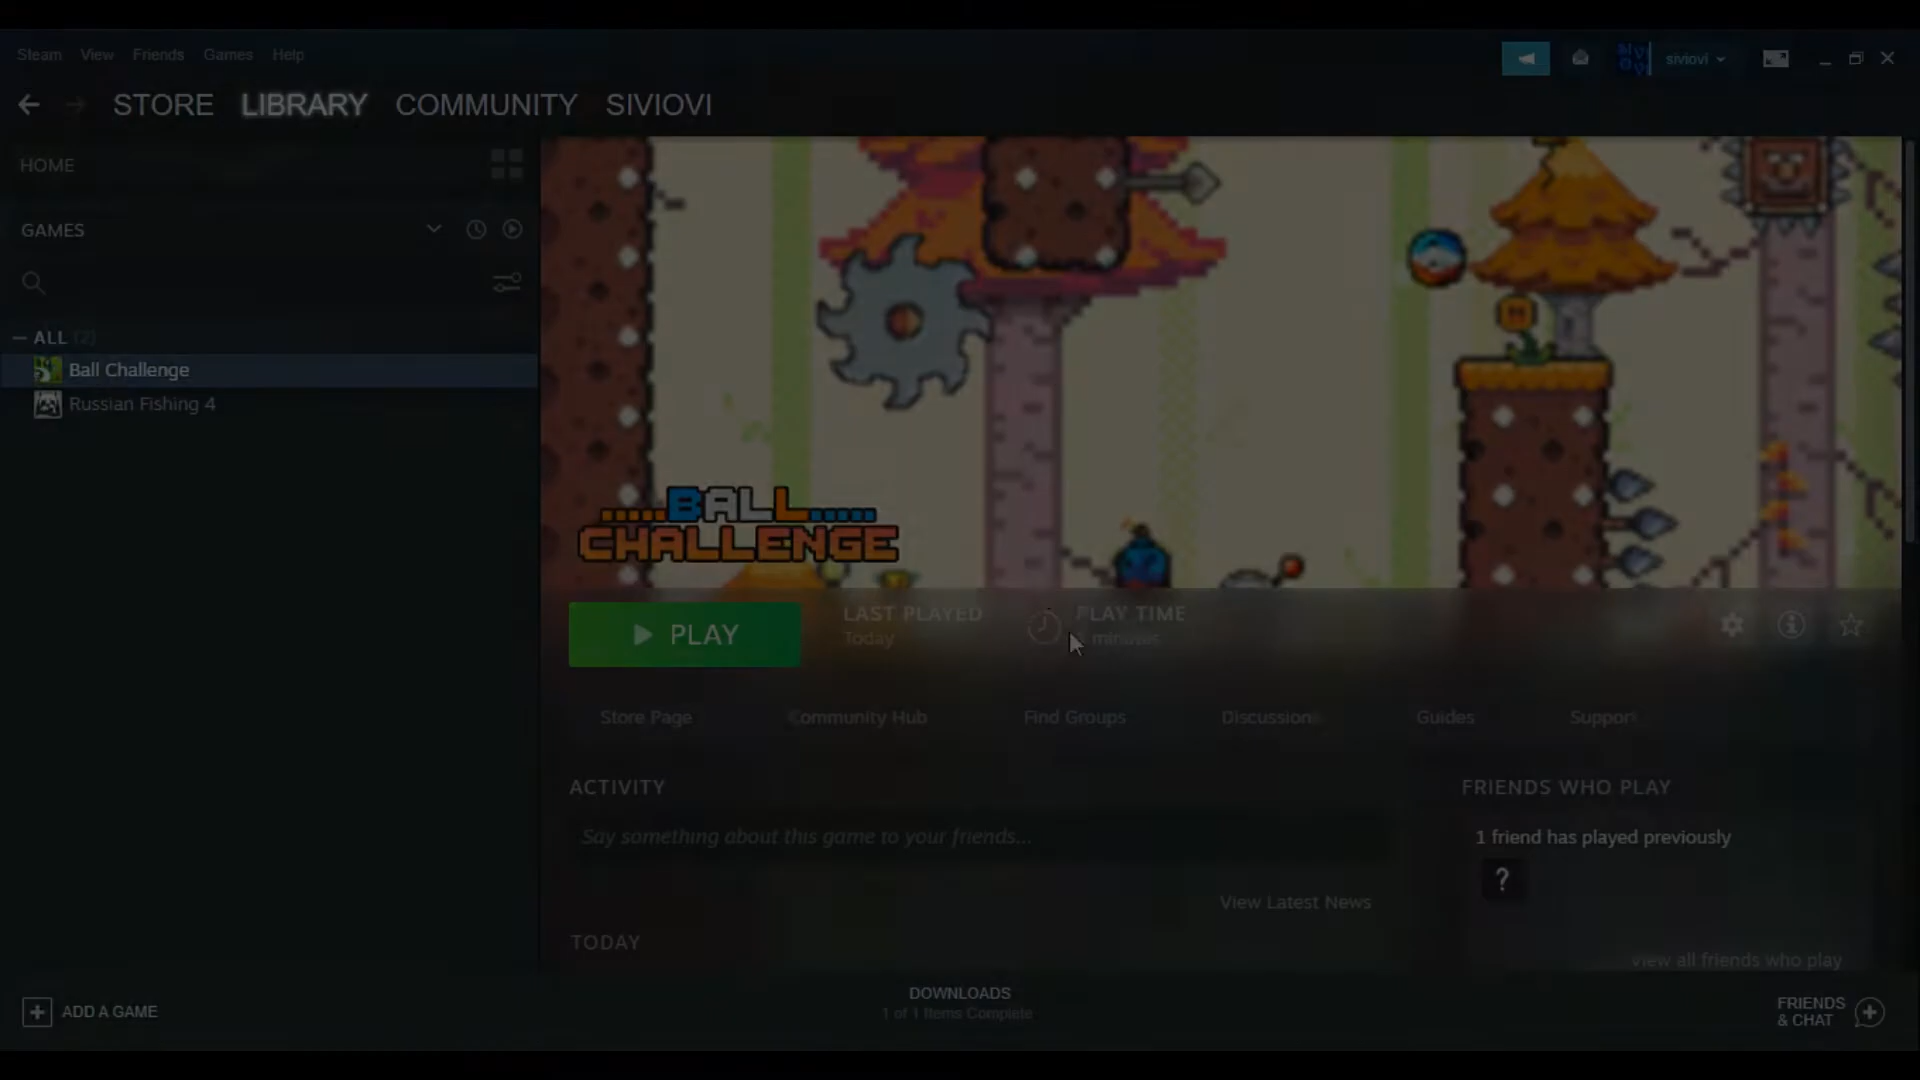 Steam View Friends Games Help
siviovi
STORE LIBRARY COMMUNITY SIVIOVI
HOME
GAMES
ALL (2)
Ball Challenge
Russian Fishing 4
BALL
CHALLENGE
PLAY
LAST PLAYED
Today
PLAY TIME
minutes
Store Page Community Hub Find Groups Discussions Guides Support
ACTIVITY
Say something about this game to your friends...
View Latest News
TODAY
FRIENDS WHO PLAY
1 friend has played previously
?
View all friends who play
ADD A GAME
DOWNLOADS
1 of 1 Items Complete
FRIENDS
& CHAT